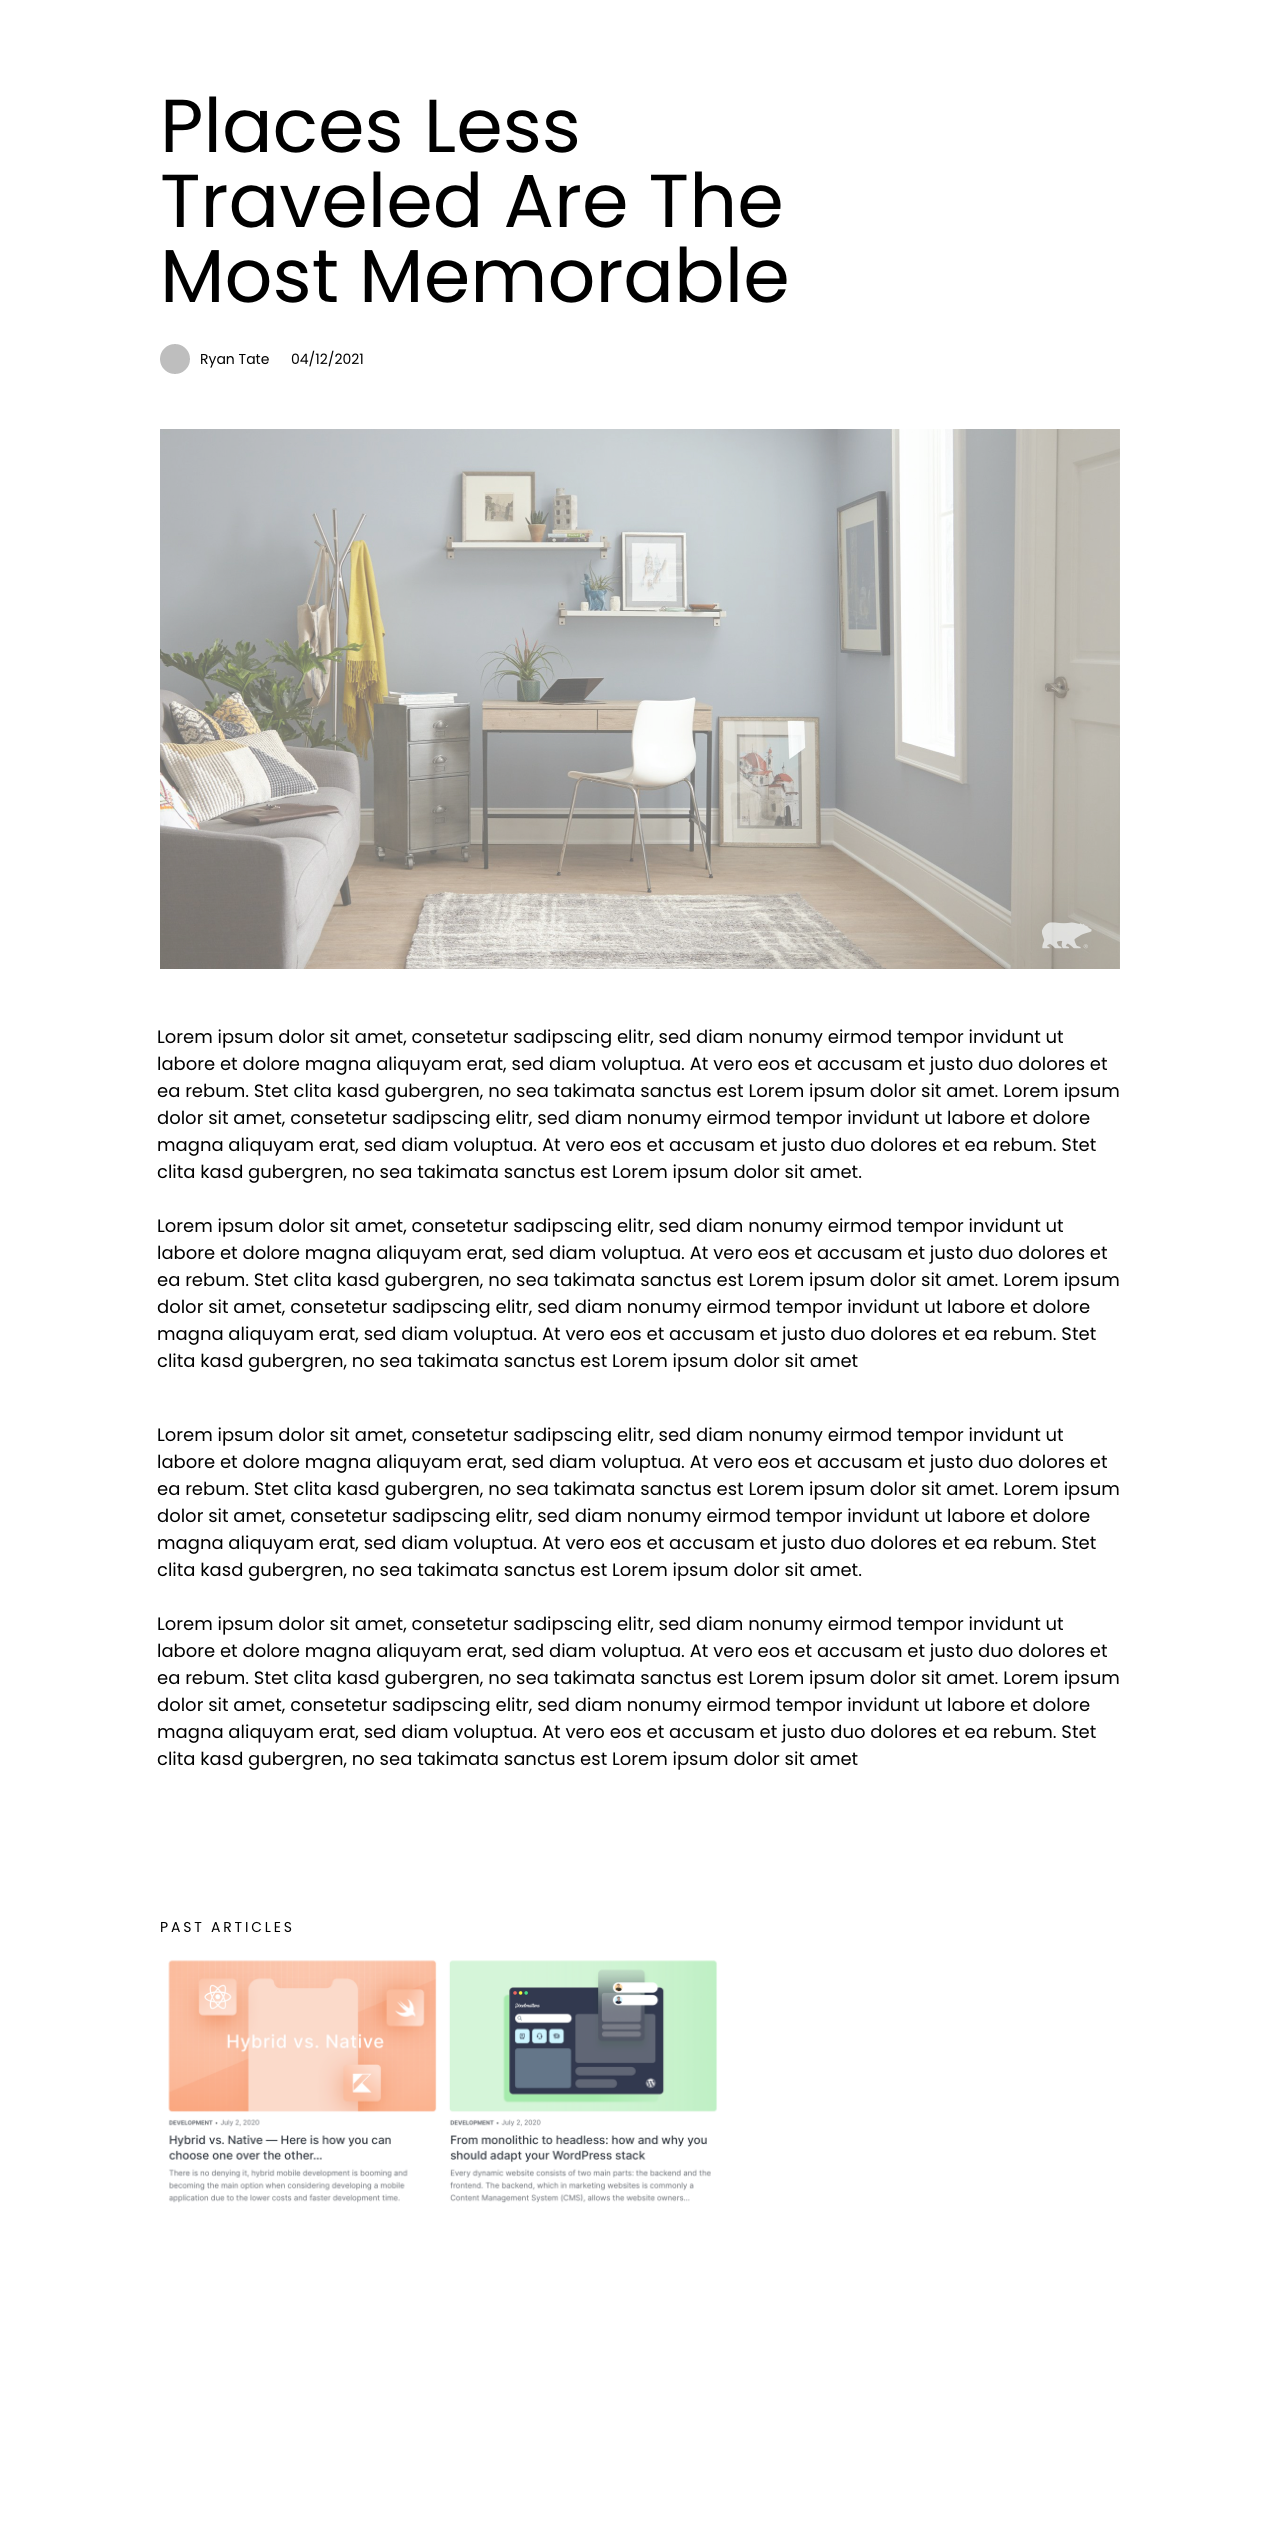 Places Less
Traveled Are The
Most Memorable
Ryan Tate 04/12/2021
Lorem ipsum dolor sit amet, consetetur sadipscing elitr, sed diam nonumy eirmod tempor invidunt ut
labore et dolore magna aliquyam erat, sed diam voluptua. At vero eos et accusam et justo duo dolores et
ea rebum. Stet clita kasd gubergren, no sea takimata sanctus est Lorem ipsum dolor sit amet. Lorem ipsum
dolor sit amet, consetetur sadipscing elitr, sed diam nonumy eirmod tempor invidunt ut labore et dolore
magna aliquyam erat, sed diam voluptua. At vero eos et accusam et justo duo dolores et ea rebum. Stet
clita kasd gubergren, no sea takimata sanctus est Lorem ipsum dolor sit amet.
Lorem ipsum dolor sit amet, consetetur sadipscing elitr, sed diam nonumy eirmod tempor invidunt ut
labore et dolore magna aliquyam erat, sed diam voluptua. At vero eos et accusam et justo duo dolores et
ea rebum. Stet clita kasd gubergren, no sea takimata sanctus est Lorem ipsum dolor sit amet. Lorem ipsum
dolor sit amet, consetetur sadipscing elitr, sed diam nonumy eirmod tempor invidunt ut labore et dolore
magna aliquyam erat, sed diam voluptua. At vero eos et accusam et justo duo dolores et ea rebum. Stet
clita kasd gubergren, no sea takimata sanctus est Lorem ipsum dolor sit amet
Lorem ipsum dolor sit amet, consetetur sadipscing elitr, sed diam nonumy eirmod tempor invidunt ut
labore et dolore magna aliquyam erat, sed diam voluptua. At vero eos et accusam et justo duo dolores et
ea rebum. Stet clita kasd gubergren, no sea takimata sanctus est Lorem ipsum dolor sit amet. Lorem ipsum
dolor sit amet, consetetur sadipscing elitr, sed diam nonumy eirmod tempor invidunt ut labore et dolore
magna aliquyam erat, sed diam voluptua. At vero eos et accusam et justo duo dolores et ea rebum. Stet
clita kasd gubergren, no sea takimata sanctus est Lorem ipsum dolor sit amet.
Lorem ipsum dolor sit amet, consetetur sadipscing elitr, sed diam nonumy eirmod tempor invidunt ut
labore et dolore magna aliquyam erat, sed diam voluptua. At vero eos et accusam et justo duo dolores et
ea rebum. Stet clita kasd gubergren, no sea takimata sanctus est Lorem ipsum dolor sit amet. Lorem ipsum
dolor sit amet, consetetur sadipscing elitr, sed diam nonumy eirmod tempor invidunt ut labore et dolore
magna aliquyam erat, sed diam voluptua. At vero eos et accusam et justo duo dolores et ea rebum. Stet
clita kasd gubergren, no sea takimata sanctus est Lorem ipsum dolor sit amet
PAST ARTICLES
Hybrid vs. Native
DEVELOPMENT • July 2, 2020
Hybrid vs. Native — Here is how you can
choose one over the other...
There is no denying it, hybrid mobile development is booming and
becoming the main option when considering developing a mobile
application due to the lower costs and faster development time.
DEVELOPMENT • July 2, 2020
From monolithic to headless: how and why you
should adapt your WordPress stack
Every dynamic website consists of two main parts: the backend and the
frontend. The backend, which in marketing websites is commonly a
Content Management System (CMS), allows the website owners...